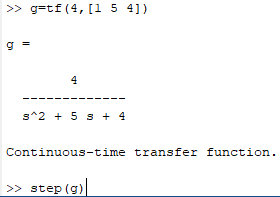 >> g=tf(4,[1 5 4])
g =
4
-------------
s^2 + 5 s + 4
Continuous-time transfer function.
>> step(g)